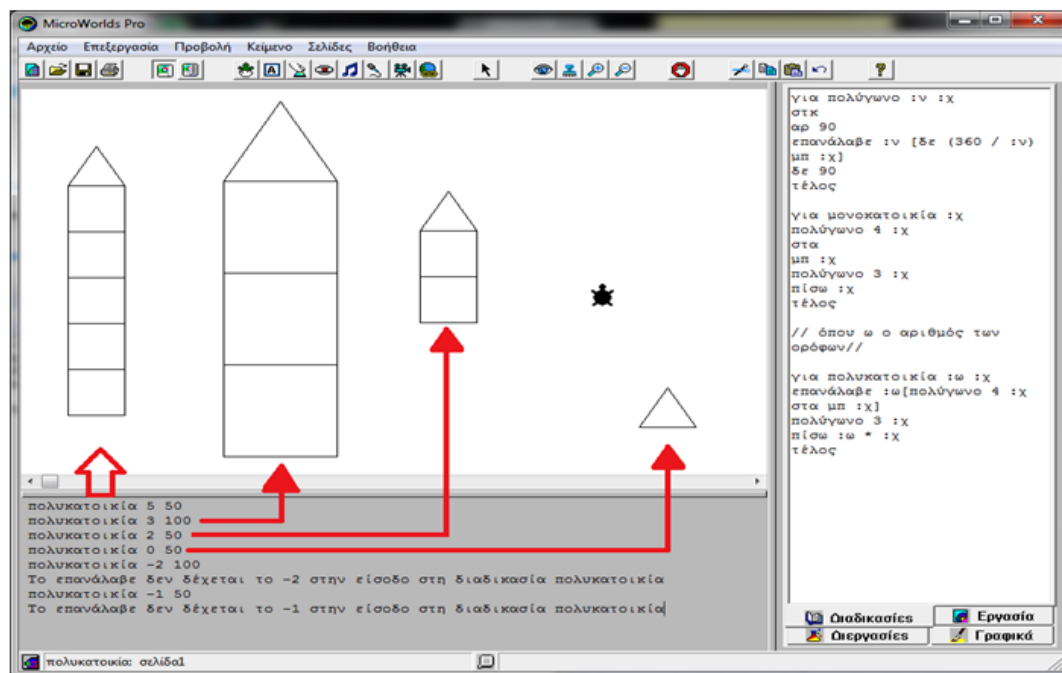 MicroWorlds Pro
Αρχείο Επεξεργασία Προβολή Κείμενο Σελίδες Βοήθεια
για πολύγωνο :ν :χ
στκ
αρ 90
επανάλαβε :ν [δε (360 / :ν)
μπ :χ]
δε 90
τέλος
για μονοκατοικία :χ
πολύγωνο 4 :χ
στα
μπ :χ
πολύγωνο 3 :χ
πίσω :χ
τέλος
// όπου ω ο αριθμός των
ορόφων//
για πολυκατοικία :ω :χ
επανάλαβε :ω[πολύγωνο 4 :χ
στα μπ :χ]
πολύγωνο 3 :χ
πίσω :ω * :χ
τέλος
πολυκατοικία 5 50
πολυκατοικία 3 100
πολυκατοικία 2 50
πολυκατοικία 0 50
πολυκατοικία -2 100
Το επανάλαβε δεν δέχεται το -2 στην είσοδο στη διαδικασία πολυκατοικία
πολυκατοικία -1 50
Το επανάλαβε δεν δέχεται το -1 στην είσοδο στη διαδικασία πολυκατοικία
Διαδικασίες Εργασία
Διεργασίες Γραφικά
πολυκατοικία: σελίδα1